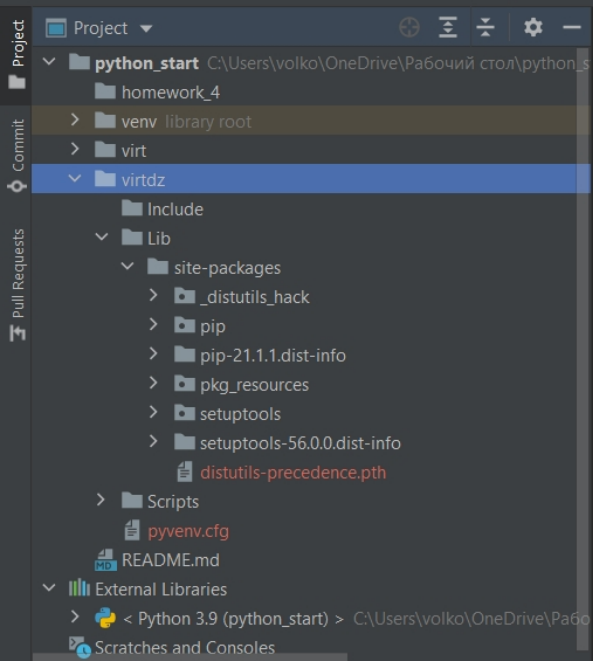 Project
Commit
Pull Requests
Project
python_start C:\Users\volko\OneDrive\Рабочий стол\python_s
homework_4
venv library root
virt
virtdz
Include
Lib
site-packages
_distutils_hack
pip
pip-21.1.1.dist-info
pkg_resources
setuptools
setuptools-56.0.0.dist-info
distutils-precedence.pth
Scripts
pyvenv.cfg
MD README.md
External Libraries
< Python 3.9 (python_start) > C:\Users\volko\OneDrive\Рабо
Scratches and Consoles